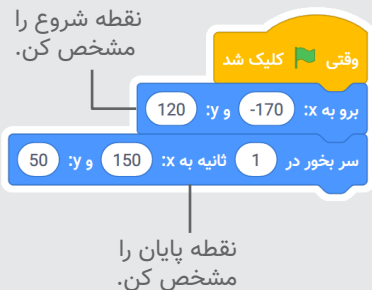 نقطه شروع را
مشخص کن.
وقتی کلیک شد
برو به x: -170 و y: 120
سر بخور در 1 ثانیه به x: 150 و y: 50
نقطه پایان را
مشخص کن.